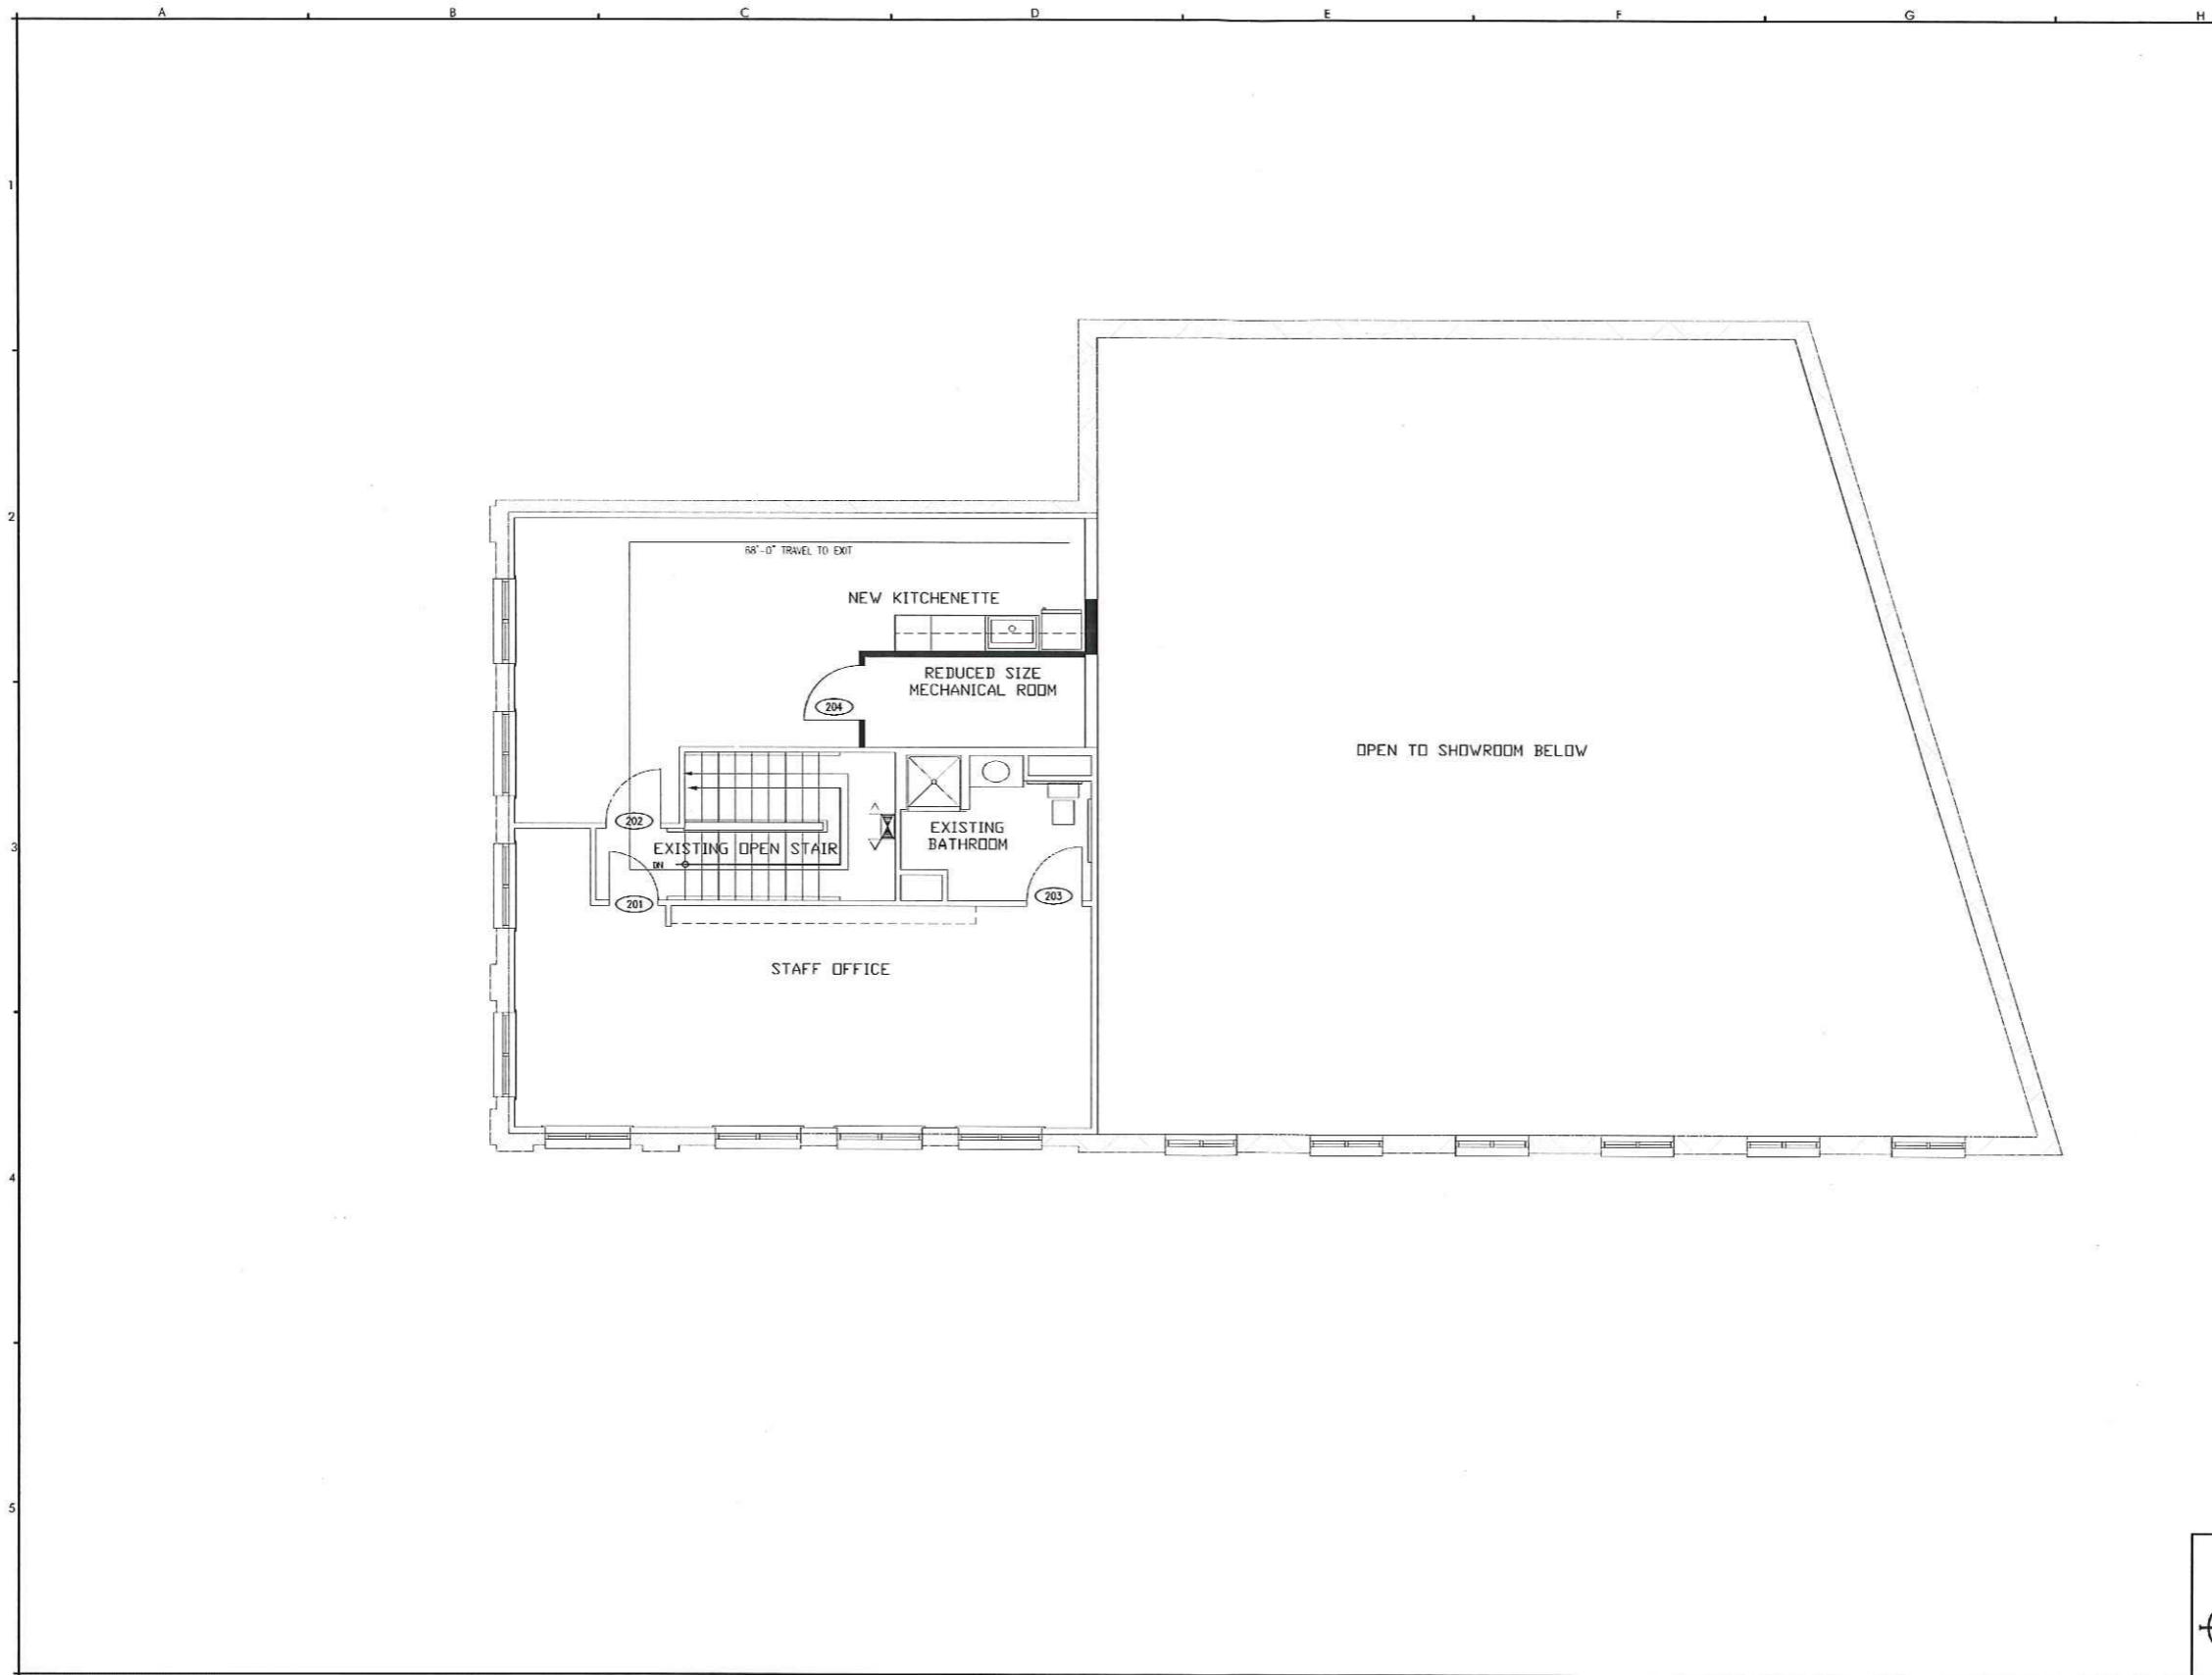 A B C D E F G H
1
2
68'-0" TRAVEL TO EXIT
NEW KITCHENETTE
REDUCED SIZE
MECHANICAL ROOM
204
OPEN TO SHOWROOM BELOW
202
EXISTING
BATHROOM
3
EXISTING OPEN STAIR
DN
203
201
STAFF OFFICE
4
5